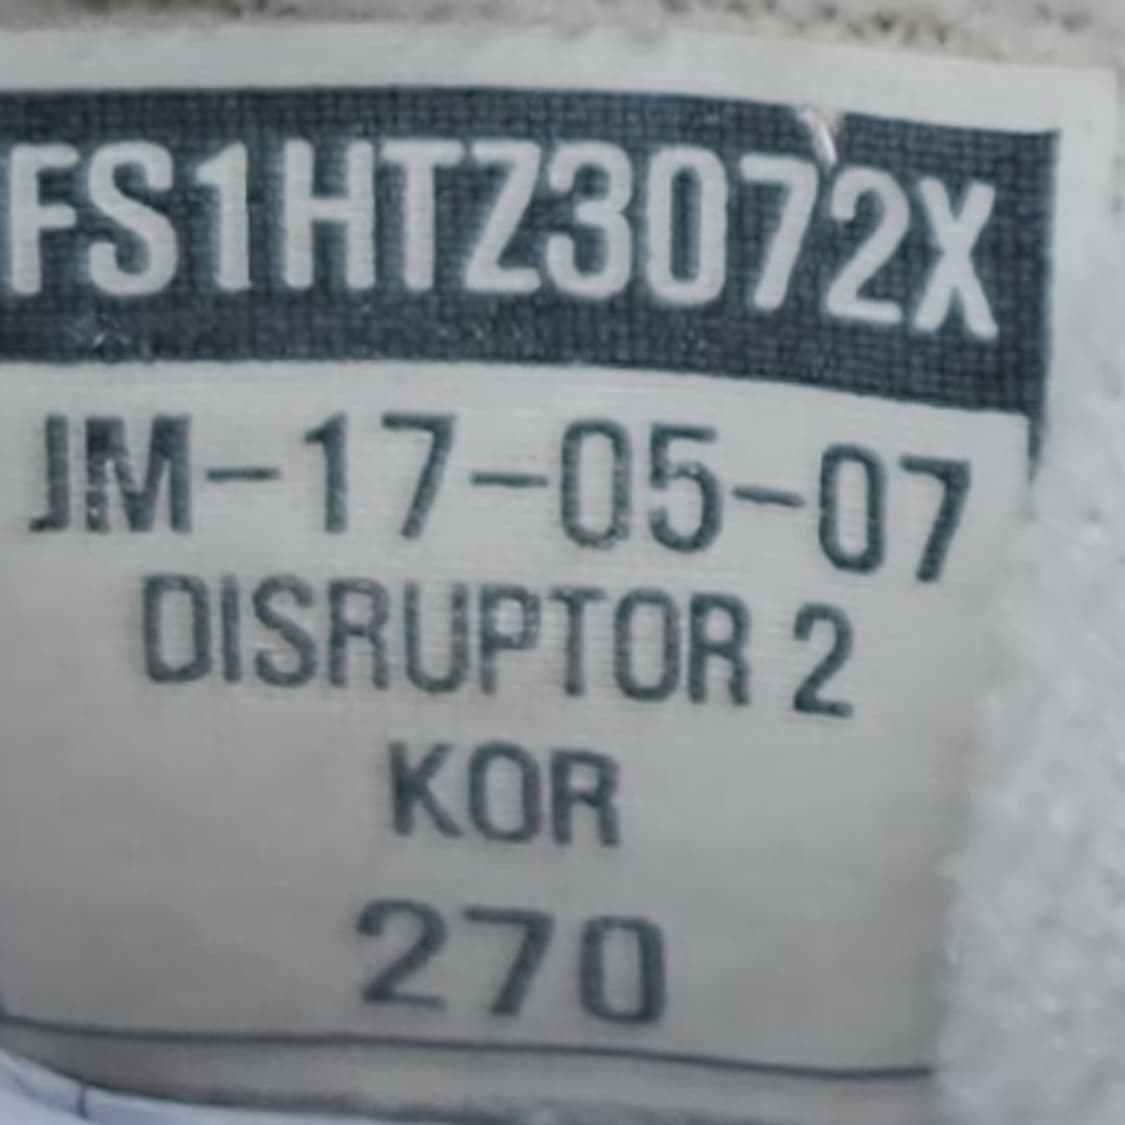 FS1HTZ3072X
JM-17-05-07
DISRUPTOR 2
KOR
270